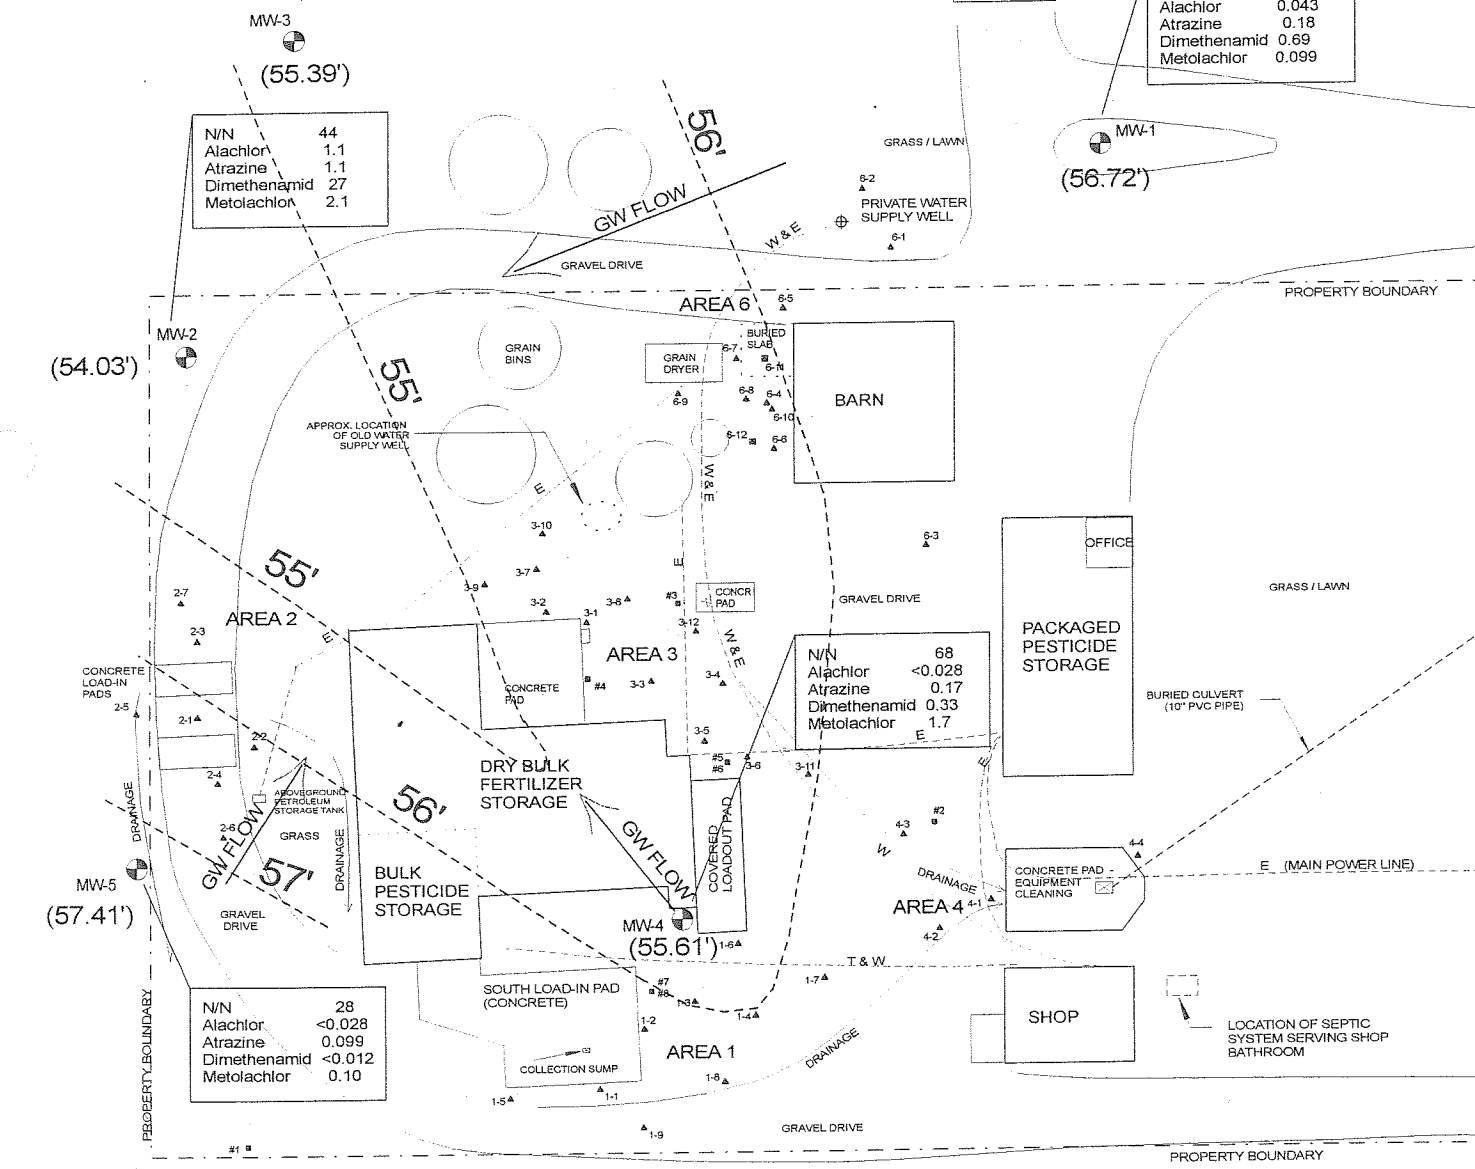 MW-3
(55.39')
Alachlor 0.043
Atrazine 0.18
Dimethenamid 0.69
Metolachlor 0.099
MW-1
(56.72')
N/N 44
Alachlor 1.1
Atrazine 1.1
Dimethenamid 27
Metolachlor 2.1
56'
GRASS / LAWN
6-2
PRIVATE WATER
SUPPLY WELL
6-1
GW FLOW
W & E
GRAVEL DRIVE
PROPERTY BOUNDARY
AREA 6
6-5
MW-2
(54.03')
GRAIN
BINS
GRAIN
DRYER
BURIED
SLAB
6-7
6-11
6-8
6-4
6-9
6-10
6-12
6-6
BARN
55'
APPROX. LOCATION
OF OLD WATER
SUPPLY WELL
E
W & E
3-10
6-3
OFFICE
55'
3-7
3-9
E
2-7
3-2
3-1
3-8
#3
CONCR
PAD
GRAVEL DRIVE
GRASS / LAWN
AREA 2
2-3
E
3-12
W & E
PACKAGED
PESTICIDE
STORAGE
AREA 3
N/N 68
Alachlor <0.028
Atrazine 0.17
Dimethenamid 0.33
Metolachlor 1.7
CONCRETE
LOAD-IN
PADS
CONCRETE
PAD
#4
3-3
3-4
2-5
2-1
BURIED CULVERT
(10" PVC PIPE)
2-2
3-5
E
#5
#6
3-6
3-11
E
2-4
DRY BULK
FERTILIZER
STORAGE
ABOVEGROUND
PETROLEUM
STORAGE TANK
56'
DRAINAGE
2-6
GRASS
GW FLOW
DRAINAGE
GW FLOW
COVERED
LOADOUT PAD
4-3
#2
W
4-4
57'
MW-5
(57.41')
BULK
PESTICIDE
STORAGE
DRAINAGE
CONCRETE PAD -
EQUIPMENT
CLEANING
E (MAIN POWER LINE)
GRAVEL
DRIVE
AREA 4
4-1
4-2
MW-4
(55.61')
1-6
T & W
1-7
SOUTH LOAD-IN PAD
(CONCRETE)
#7
#8
1-3
1-4
1-2
N/N 28
Alachlor <0.028
Atrazine 0.099
Dimethenamid <0.012
Metolachlor 0.10
SHOP
LOCATION OF SEPTIC
SYSTEM SERVING SHOP
BATHROOM
AREA 1
DRAINAGE
COLLECTION SUMP
1-8
1-5
1-1
1-9
GRAVEL DRIVE
PROPERTY BOUNDARY
#1
PROPERTY BOUNDARY